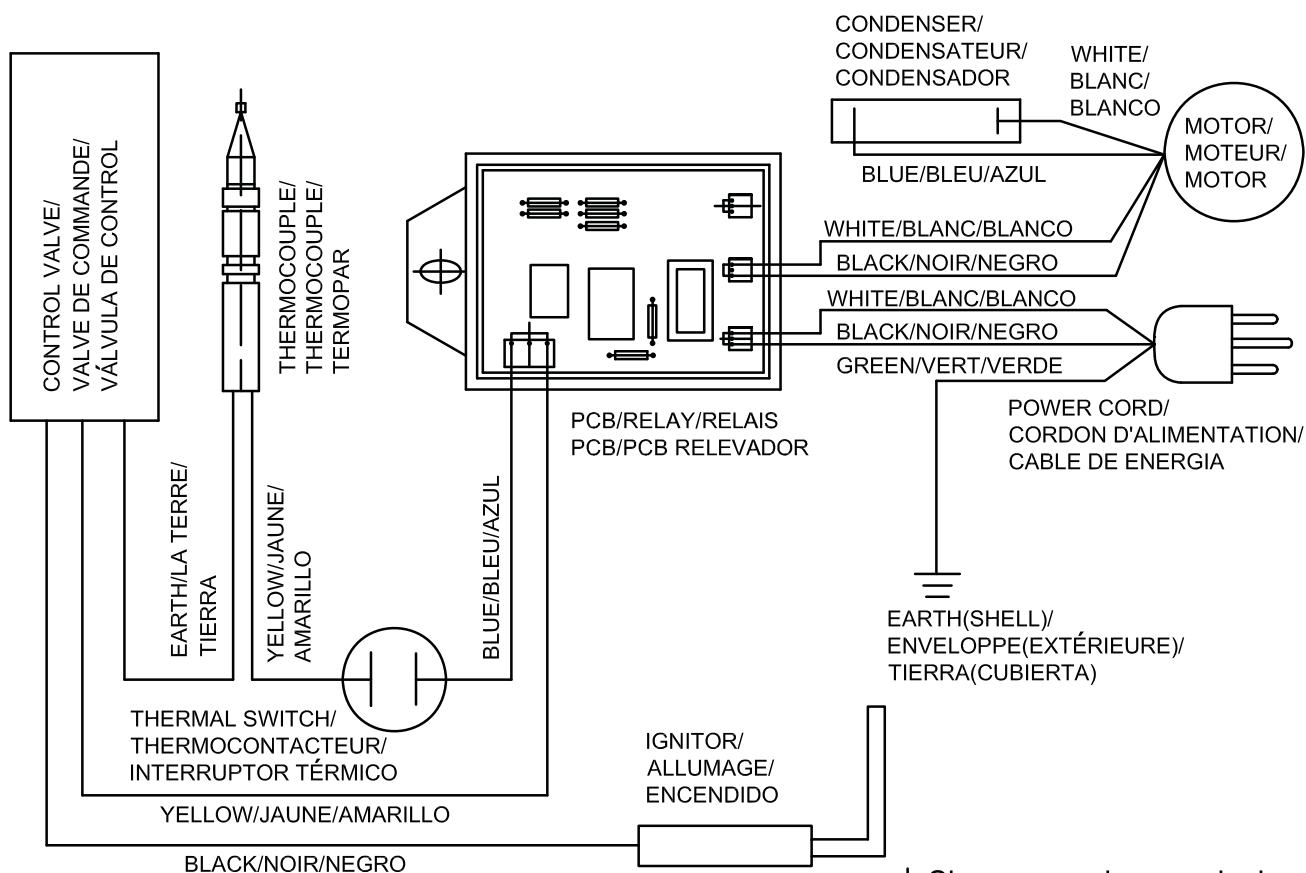 CONDENSER/
CONDENSATEUR/
CONDENSADOR
WHITE/
BLANC/
BLANCO
MOTOR/
MOTEUR/
MOTOR
BLUE/BLEU/AZUL
CONTROL VALVE/
VALVE DE COMMANDE/
VÁLVULA DE CONTROL
THERMOCOUPLE/
THERMOCOUPLE/
TERMOPAR
WHITE/BLANC/BLANCO
BLACK/NOIR/NEGRO
WHITE/BLANC/BLANCO
BLACK/NOIR/NEGRO
GREEN/VERT/VERDE
PCB/RELAY/RELAIS
PCB/PCB RELEVADOR
POWER CORD/
CORDON D'ALIMENTATION/
CABLE DE ENERGIA
EARTH/LA TERRE/
TIERRA
YELLOW/JAUNE/
AMARILLO
BLUE/BLEU/AZUL
EARTH(SHELL)/
ENVELOPPE(EXTÉRIEURE)/
TIERRA(CUBIERTA)
THERMAL SWITCH/
THERMOCONTACTEUR/
INTERRUPTOR TÉRMICO
IGNITOR/
ALLUMAGE/
ENCENDIDO
YELLOW/JAUNE/AMARILLO
BLACK/NOIR/NEGRO